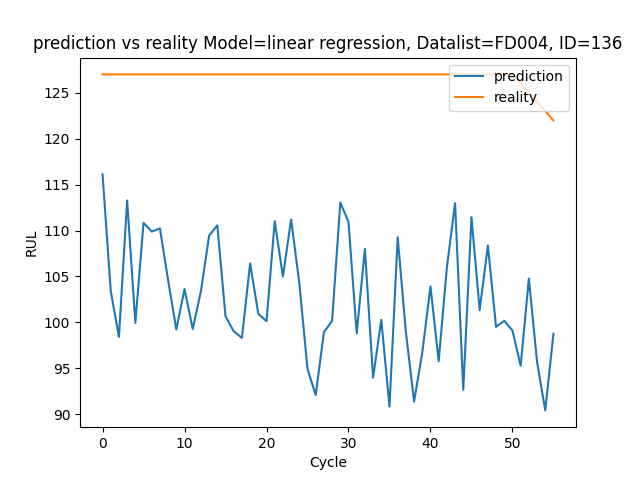 prediction vs reality Model=linear regression, Datalist=FD004, ID=136
prediction
reality
RUL
125
120
115
110
105
100
95
90
0 10 20 30 40 50
Cycle